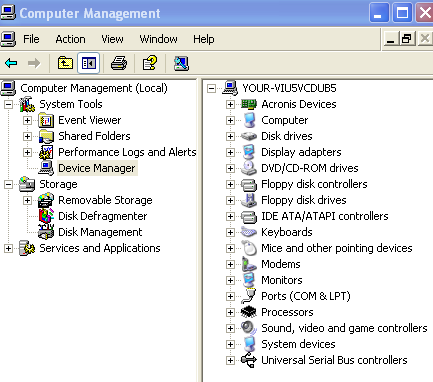 Computer Management
File Action View Window Help
Computer Management (Local)
System Tools
Event Viewer
Shared Folders
Performance Logs and Alerts
Device Manager
Storage
Removable Storage
Disk Defragmenter
Disk Management
Services and Applications
YOUR-VIU5VCDUB5
Acronis Devices
Computer
Disk drives
Display adapters
DVD/CD-ROM drives
Floppy disk controllers
Floppy disk drives
IDE ATA/ATAPI controllers
Keyboards
Mice and other pointing devices
Modems
Monitors
Ports (COM & LPT)
Processors
Sound, video and game controllers
System devices
Universal Serial Bus controllers